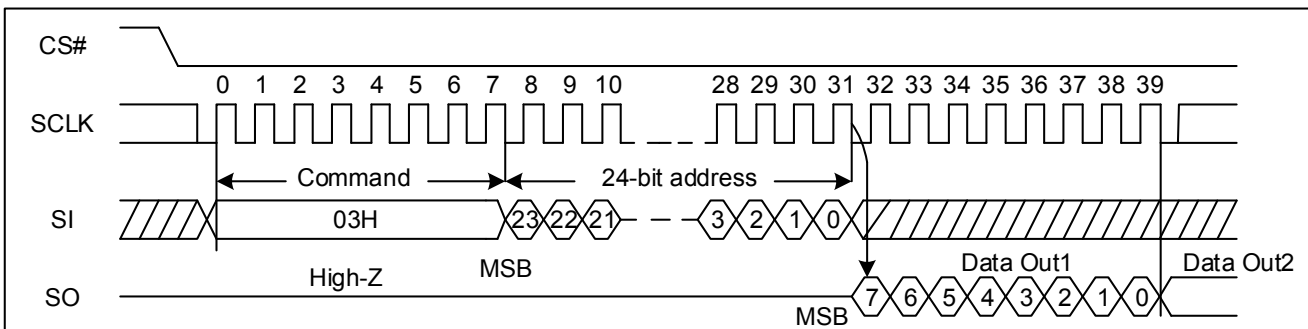 CS#
0 1 2 3 4 5 6 7 8 9 10 28 29 30 31 32 33 34 35 36 37 38 39
SCLK
Command 24-bit address
SI 03H 23 22 21 3 2 1 0
High-Z MSB Data Out1 Data Out2
SO 7 6 5 4 3 2 1 0
MSB